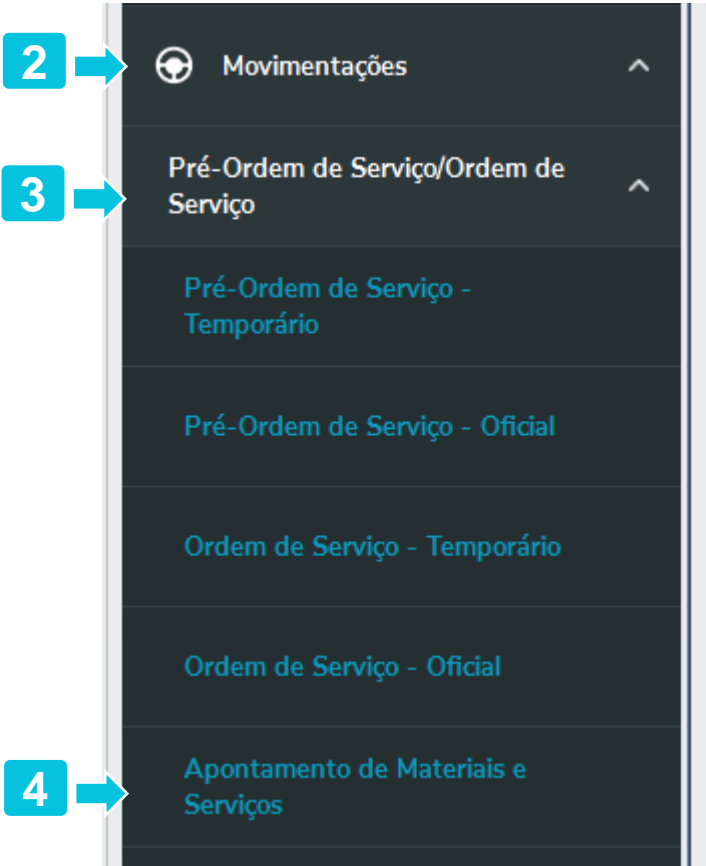 2
Movimentações
3
Pré-Ordem de Serviço/Ordem de
Serviço
Pré-Ordem de Serviço -
Temporário
Pré-Ordem de Serviço - Oficial
Ordem de Serviço - Temporário
Ordem de Serviço - Oficial
4
Apontamento de Materiais e
Serviços